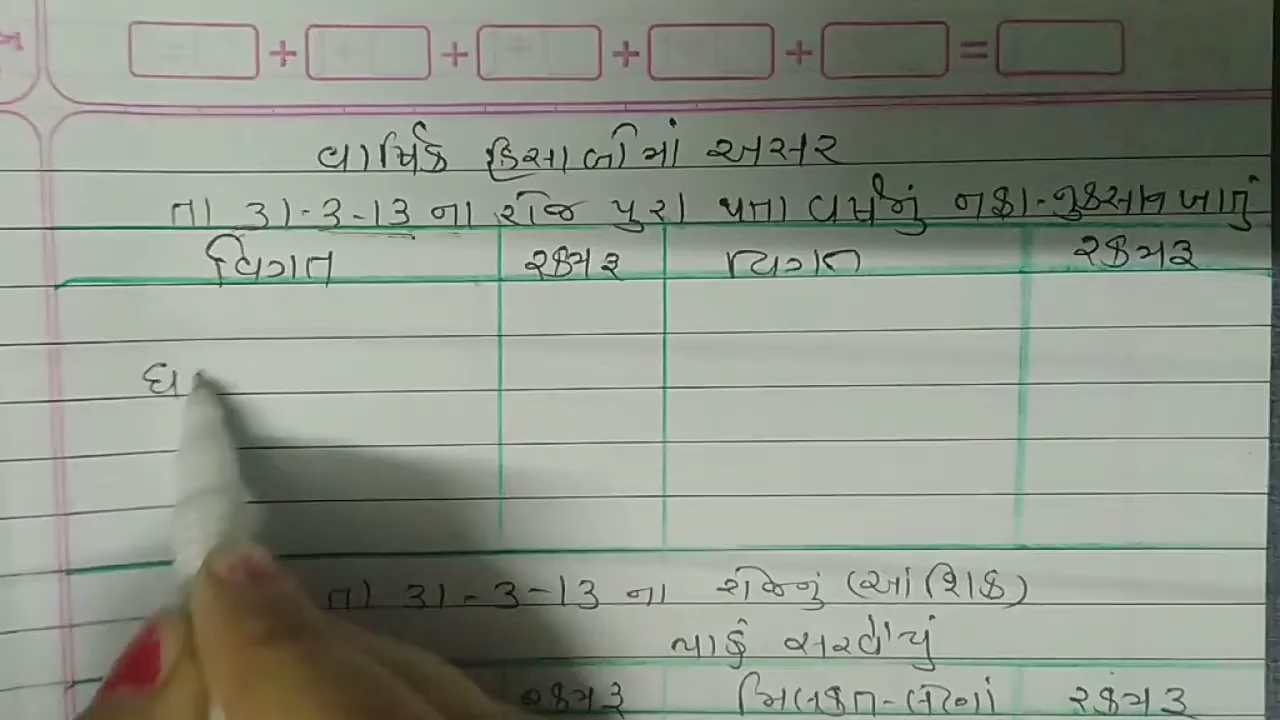 વાર્ષિક હિસાબોમાં અસર
તા 31-3-13 ના રોજ પુરા થતા વર્ષનું નફા-નુકસાન ખાતું
વિગત રકમ રૂ વિગત રકમ રૂ
ઘા
તા 31-3-13 ના રોજનું (આંશિક)
પાકું સરવૈયું
રકમ રૂ મિલકત-લેણાં રકમ રૂ